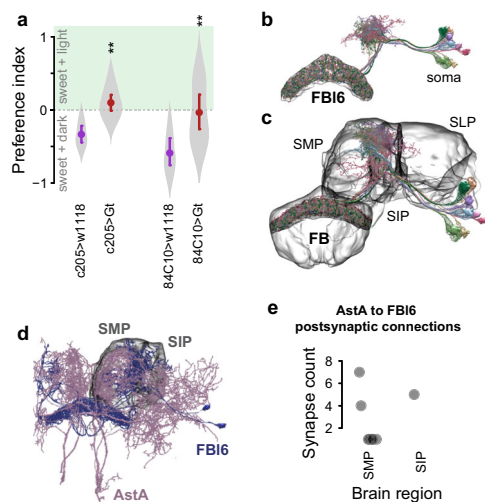 a
Preference index
sweet + light
sweet + dark
1
0
−1
c205>w1118
c205>Gt
84C10>w1118
84C10>Gt
**
**
b
FBl6
soma
c
SMP
SLP
SIP
FB
d
SMP
SIP
FBl6
AstA
e
AstA to FBl6
postsynaptic connections
Synapse count
8
6
4
2
SMP
SIP
Brain region